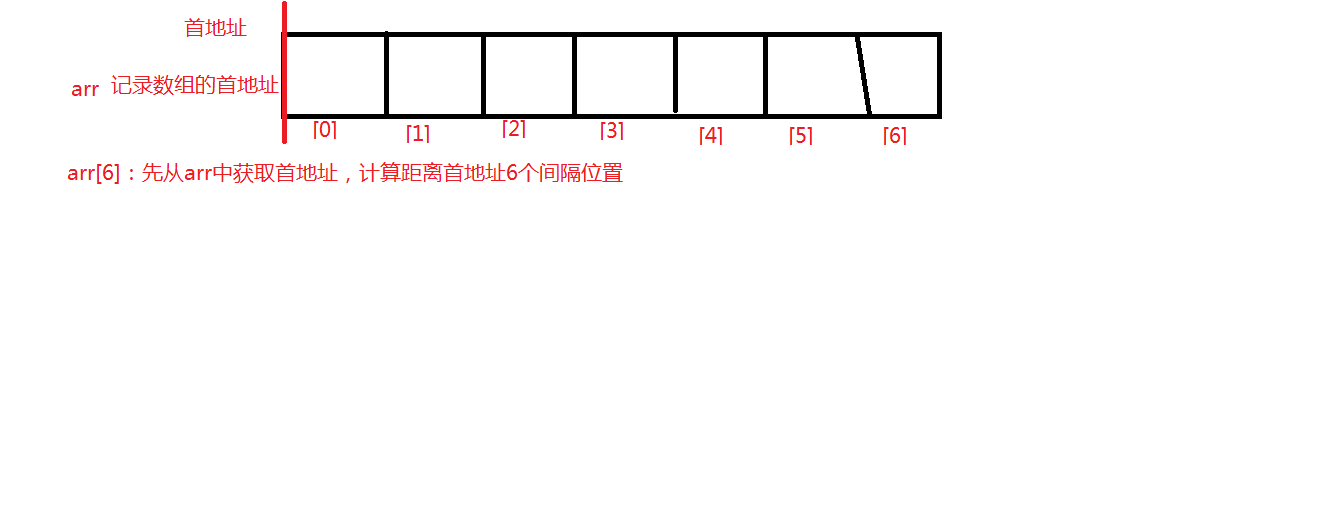 首地址
arr 记录数组的首地址
[0] [1] [2] [3] [4] [5] [6]
arr[6]：先从arr中获取首地址，计算距离首地址6个间隔位置